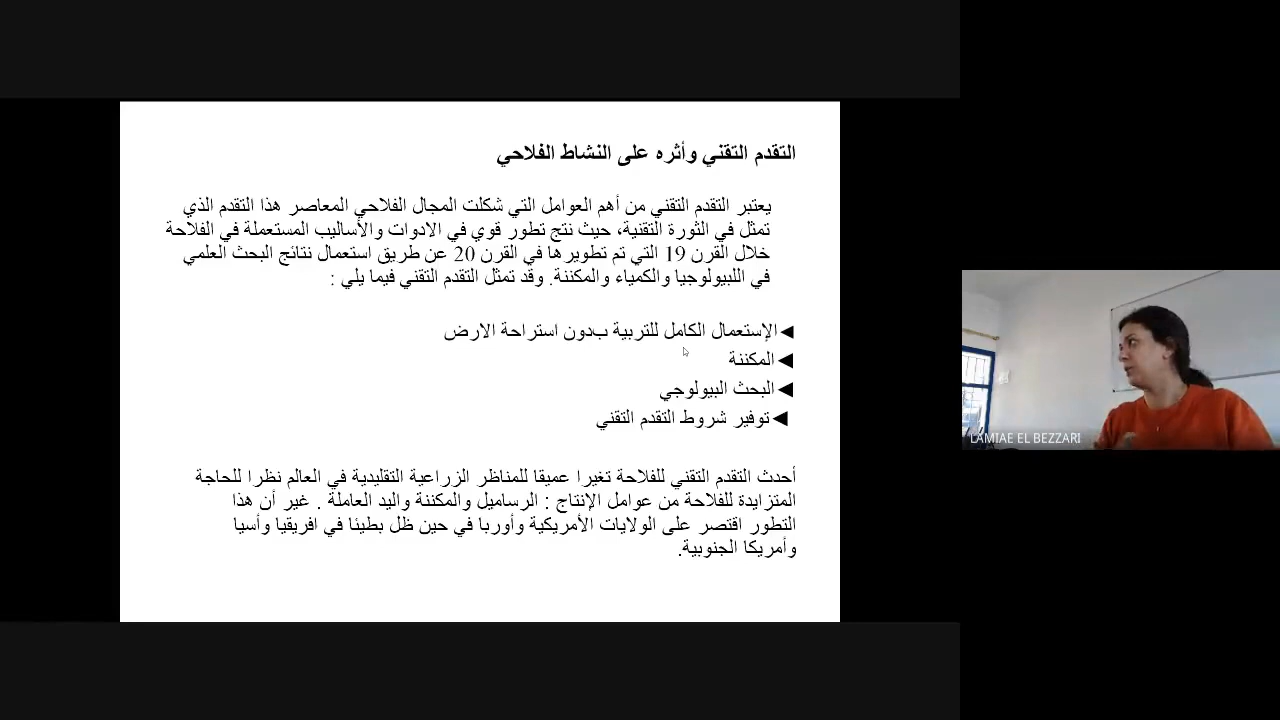 التقدم التقني وأثره على النشاط الفلاحي
يعتبر التقدم التقني من أهم العوامل التي شكلت المجال الفلاحي المعاصر هذا التقدم الذي
تمثل في الثورة التقنية، حيث نتج تطور قوي في الادوات والأساليب المستعملة في الفلاحة
خلال القرن 19 التي تم تطويرها في القرن 20 عن طريق استعمال نتائج البحث العلمي
في اللبيولوجيا والكمياء والمكننة. وقد تمثل التقدم التقني فيما يلي :
◄الإستعمال الكامل للتربية بدون استراحة الارض
◄المكننة
◄البحث البيولوجي
◄توفير شروط التقدم التقني
أحدث التقدم التقني للفلاحة تغيرا عميقا للمناظر الزراعية التقليدية في العالم نظرا للحاجة
المتزايدة للفلاحة من عوامل الإنتاج : الرساميل والمكننة واليد العاملة . غير أن هذا
التطور اقتصر على الولايات الأمريكية وأوربا في حين ظل بطيئا في افريقيا وأسيا
وأمريكا الجنوبية.
LAMIAE EL BEZZARI